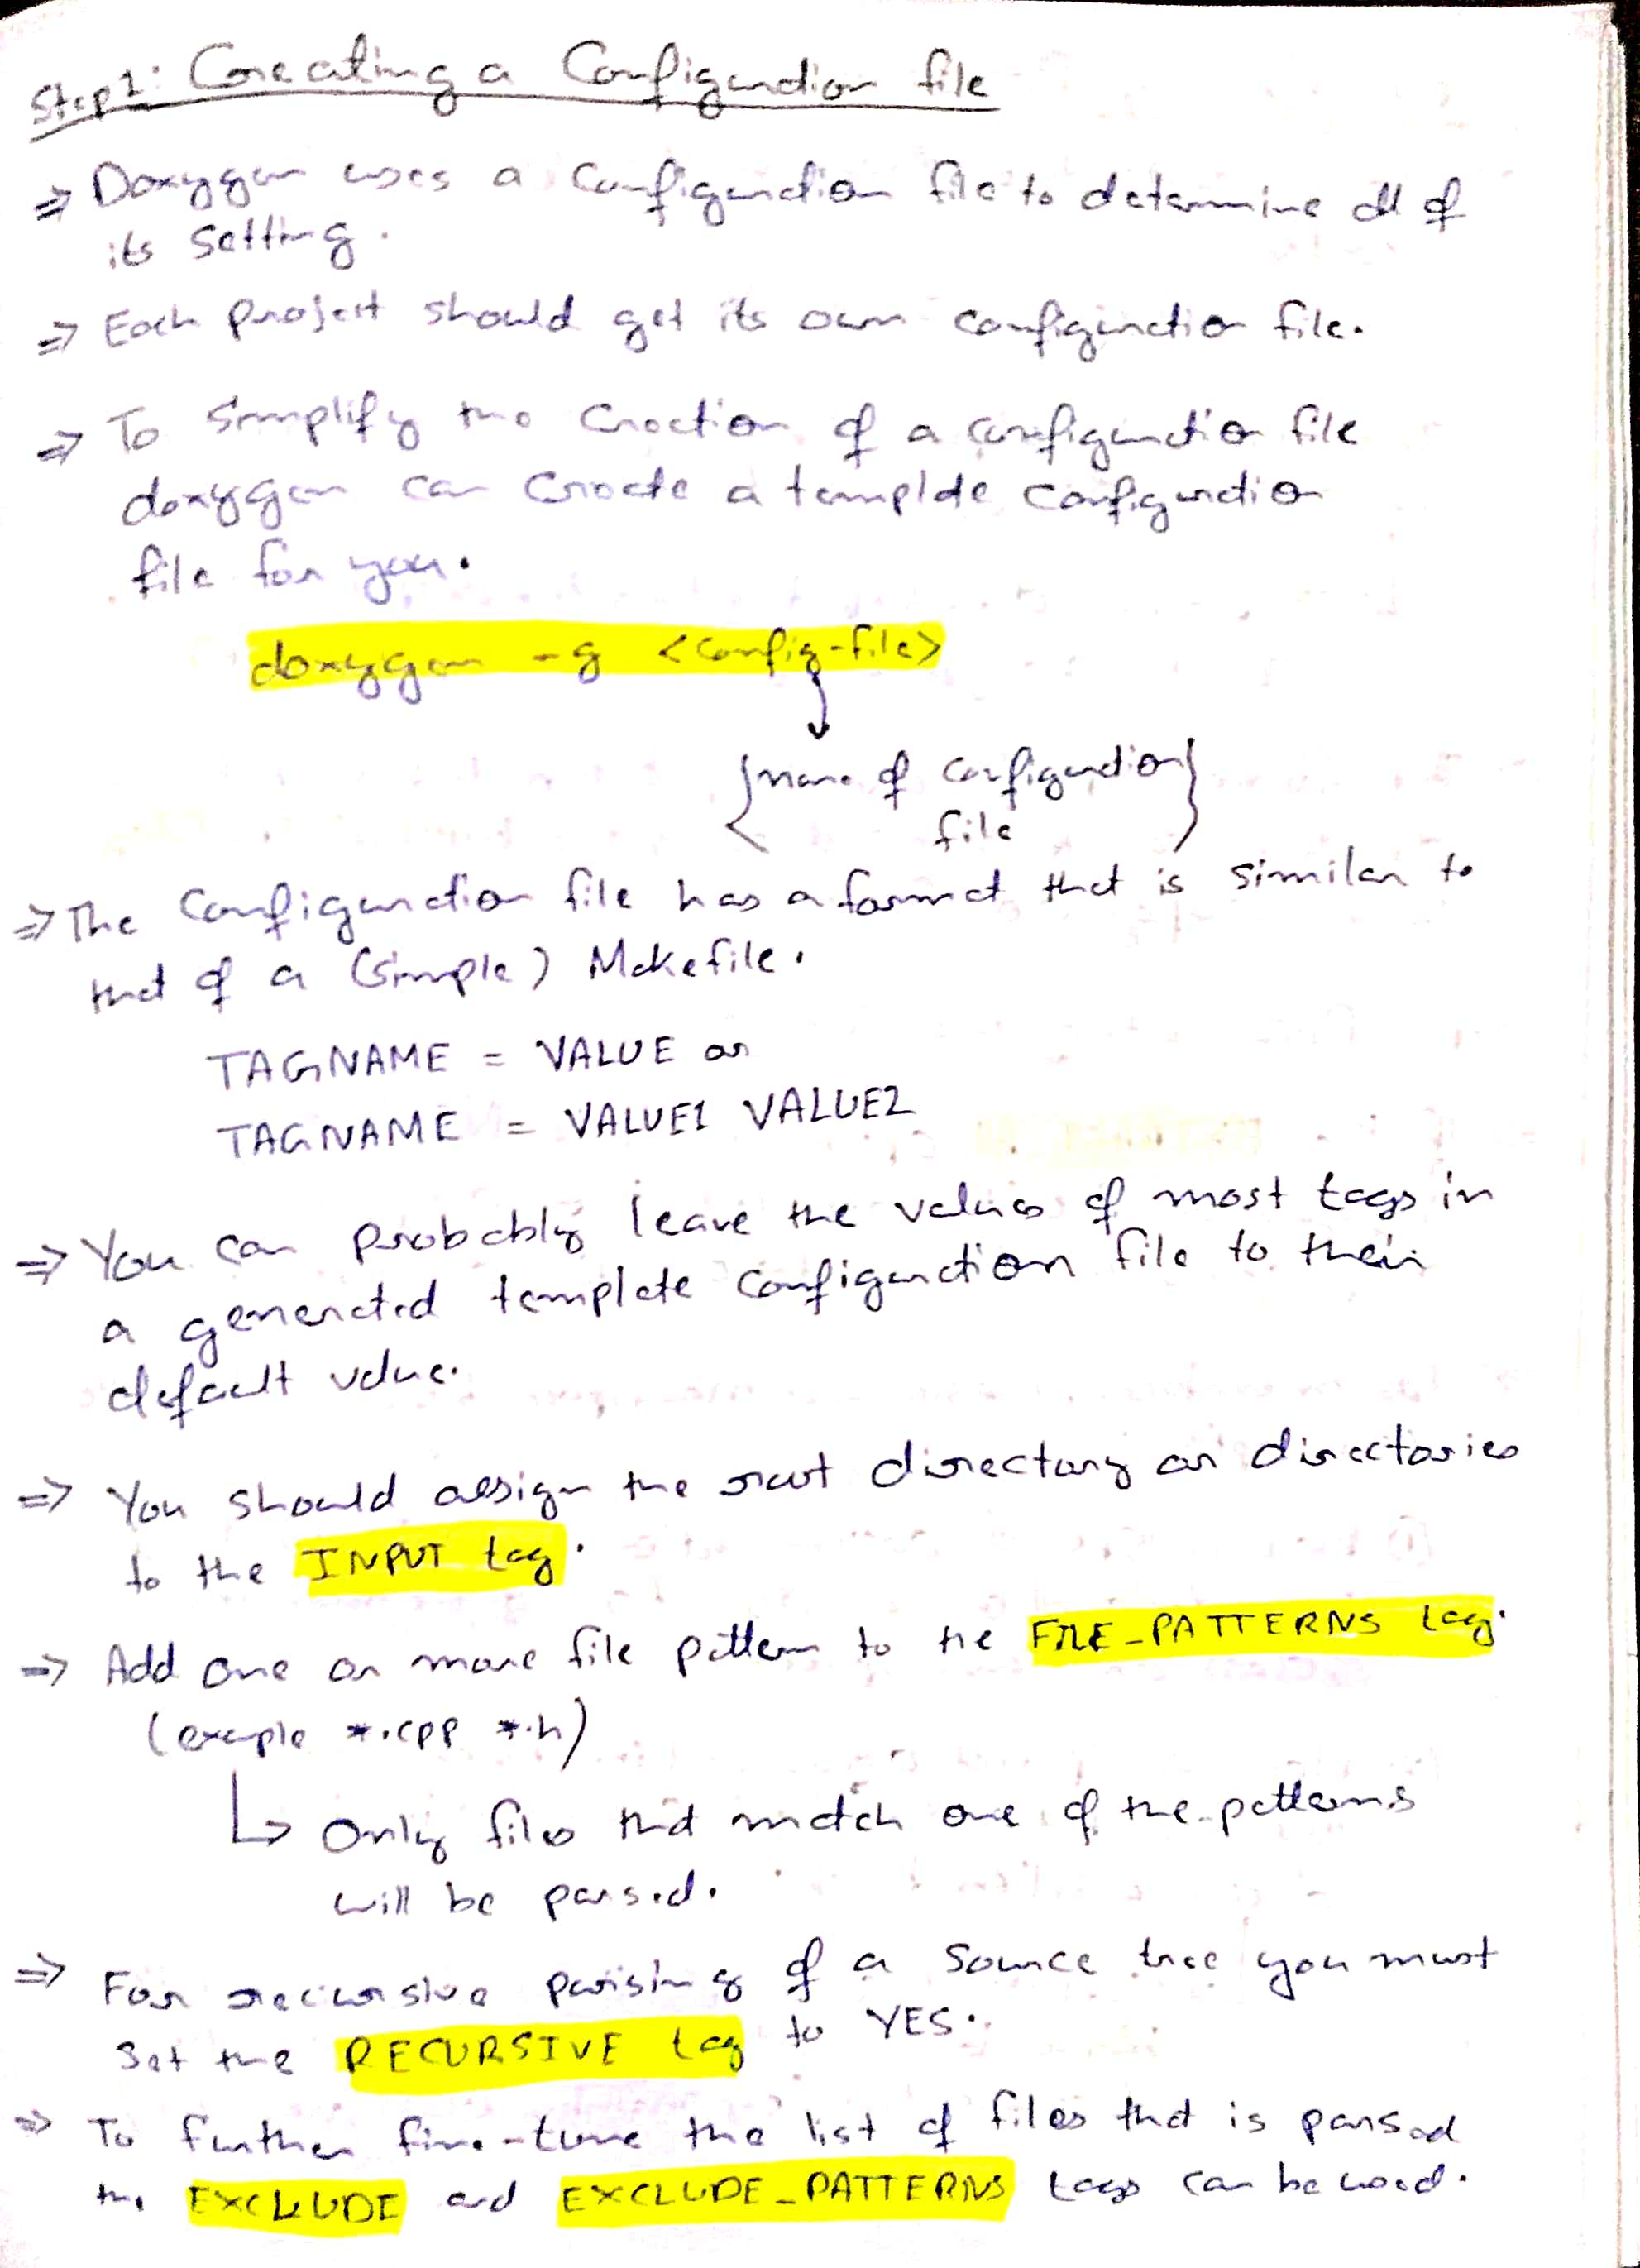 Step 1: Creating a Configuration file
⇒ Doxygen uses a configuration file to determine all of
its setting.
⇒ Each project should get its own configuration file.
⇒ To simplify the creation of a configuration file
doxygen can create a template configuration
file for you.
doxygen -g <config-file>
{name of configuration
file}
⇒ The configuration file has a format that is similar to
that of a (simple) Makefile.
TAGNAME = VALUE or
TAGNAME = VALUE1 VALUE2
⇒ You can probably leave the values of most tags in
a generated template configuration file to their
default value.
⇒ You should assign the root directory or directories
to the INPUT tag.
⇒ Add one or more file pattern to the FILE_PATTERNS tag.
(example *.cpp *.h)
↳ Only files that match one of the patterns
will be parsed.
⇒ For recursive parsing of a source tree you must
set the RECURSIVE tag to YES.
⇒ To further fine-tune the list of files that is parsed
the EXCLUDE and EXCLUDE_PATTERNS tags can be used.